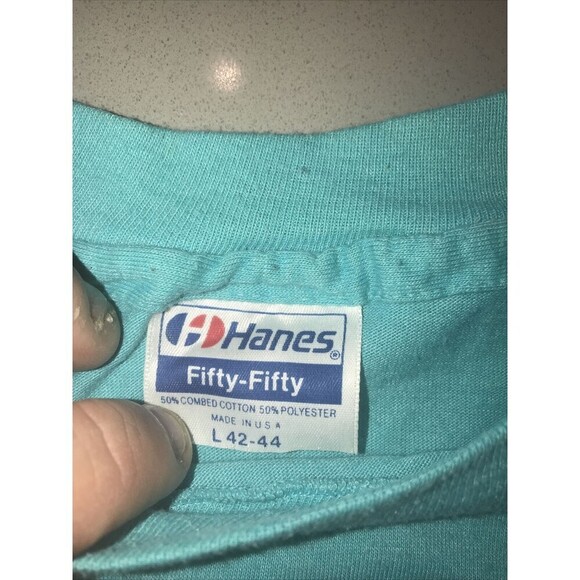 Hanes®
Fifty-Fifty
50% COMBED COTTON 50% POLYESTER
MADE IN U S A
L 42-44